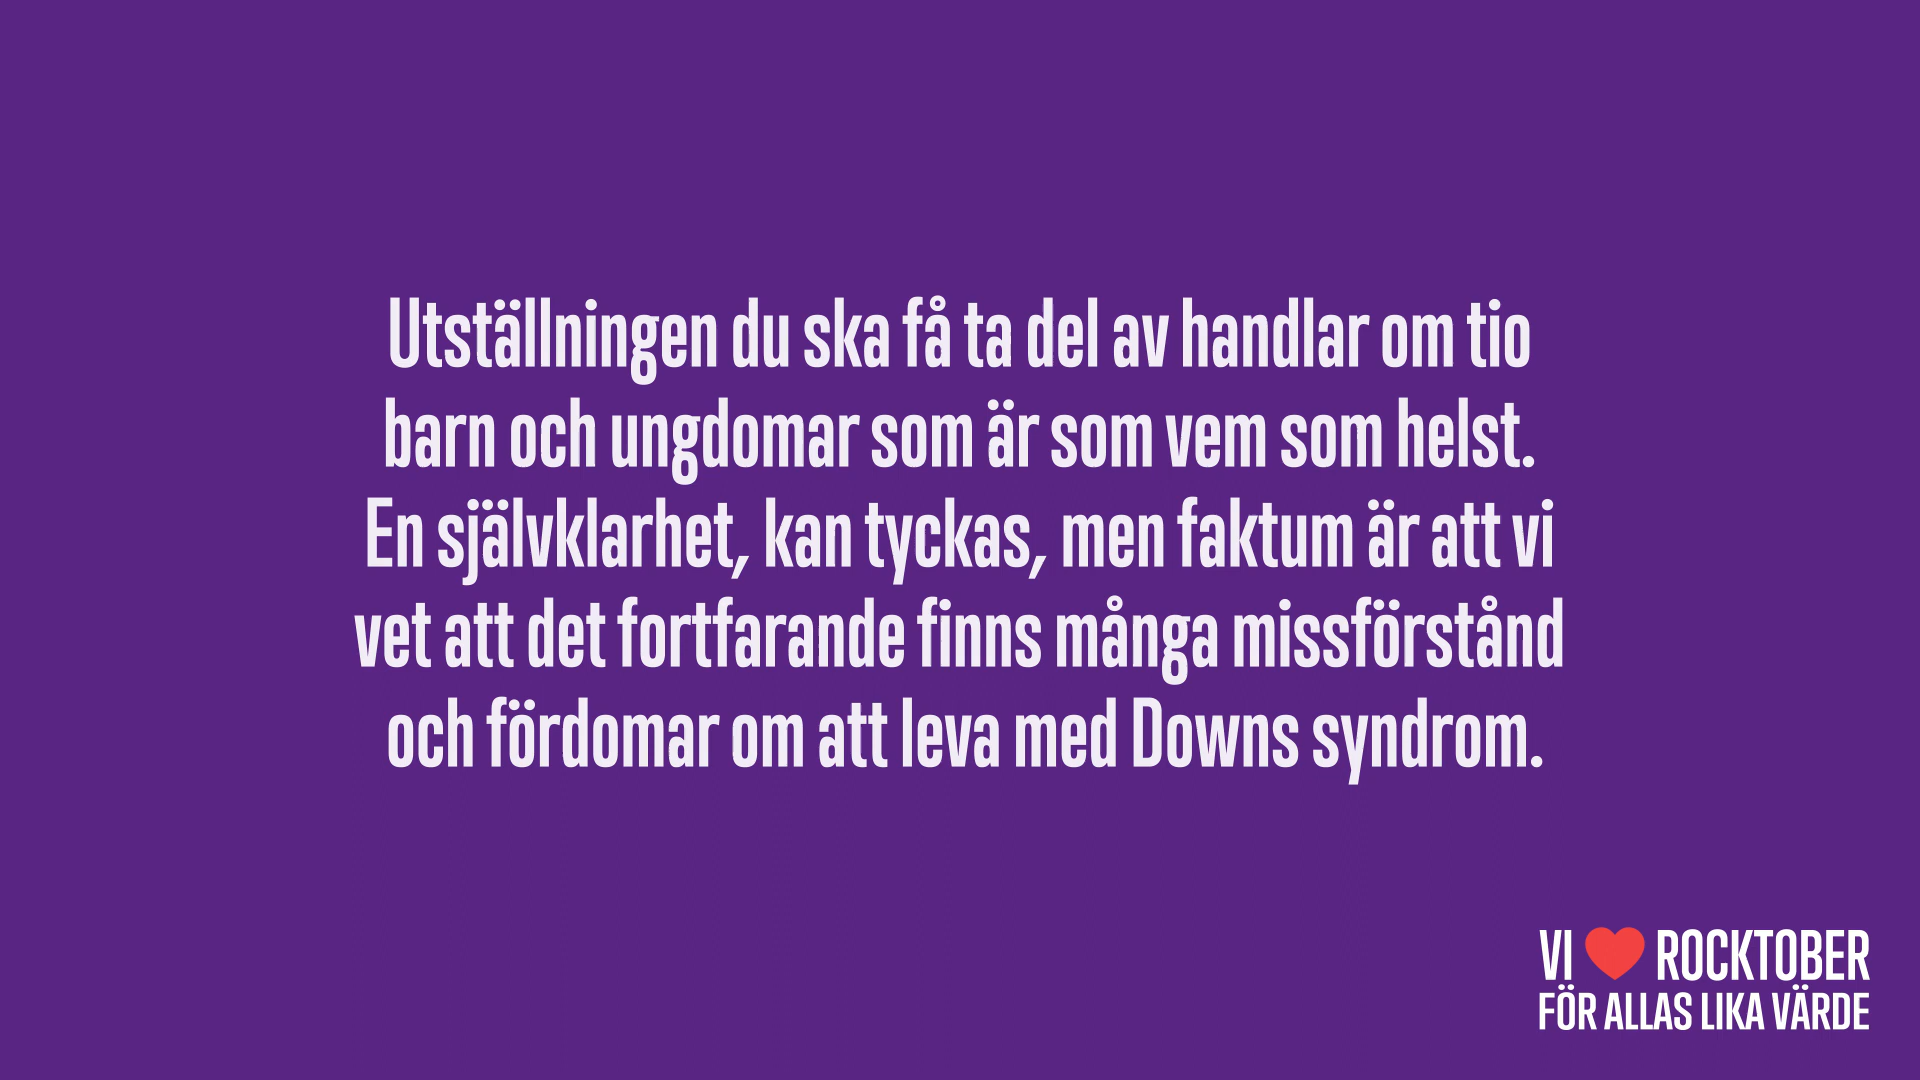 Utställningen du ska få ta del av handlar om tio
barn och ungdomar som är som vem som helst.
En självklarhet, kan tyckas, men faktum är att vi
vet att det fortfarande finns många missförstånd
och fördomar om att leva med Downs syndrom.
VI ❤ ROCKTOBER
FÖR ALLAS LIKA VÄRDE